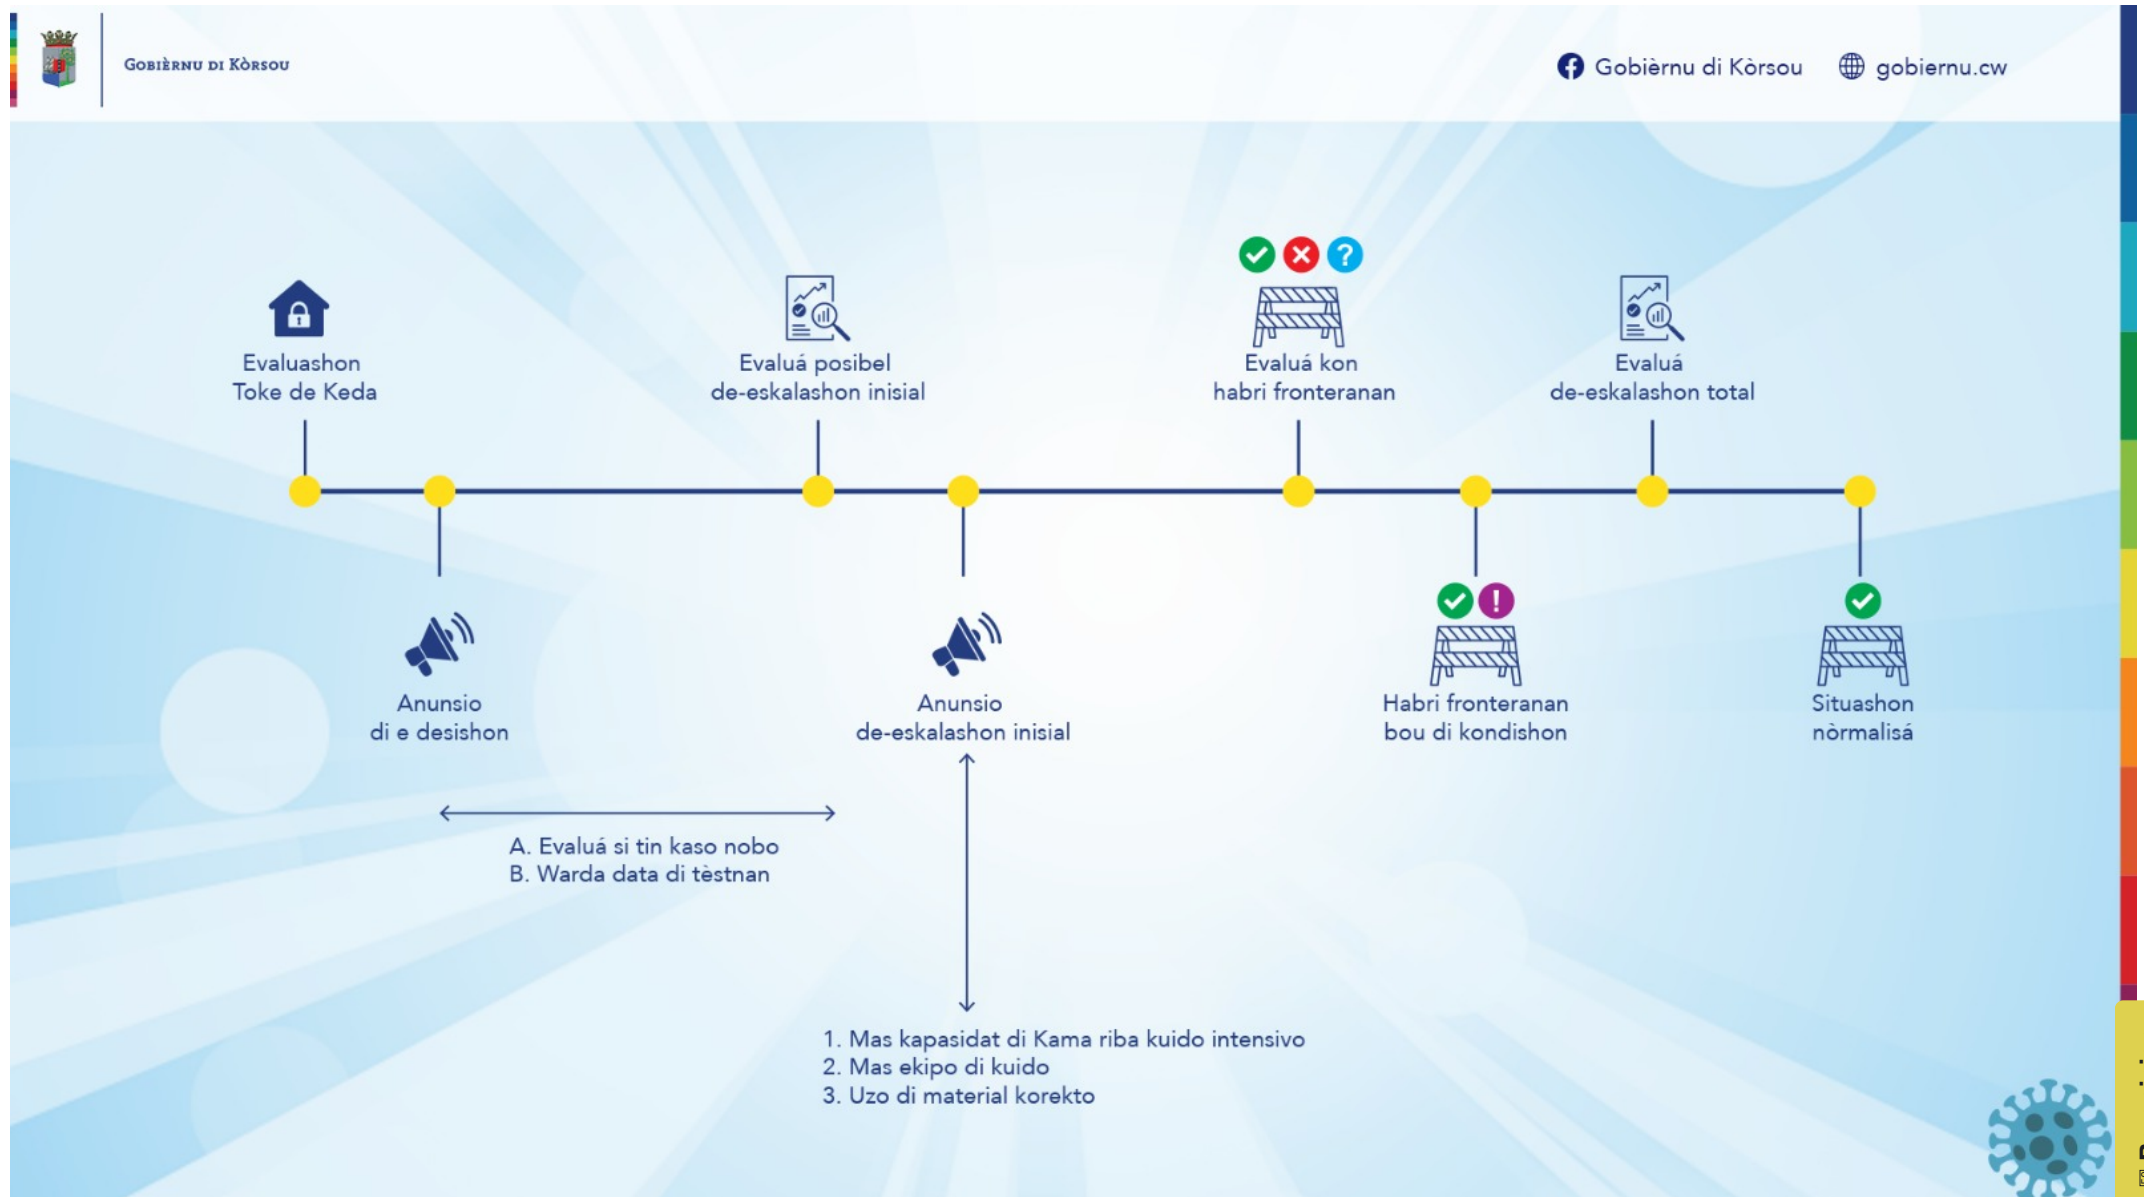 GOBIÈRNU DI KÒRSOU
Gobièrnu di Kòrsou
gobiernu.cw
Evaluashon
Toke de Keda
Evaluá posibel
de-eskalashon inisial
Evaluá kon
habri fronteranan
Evaluá
de-eskalashon total
Anunsio
di e desishon
Anunsio
de-eskalashon inisial
Habri fronteranan
bou di kondishon
Situashon
nòrmalisá
A. Evaluá si tin kaso nobo
B. Warda data di tèstnan
1. Mas kapasidat di Kama riba kuido intensivo
2. Mas ekipo di kuido
3. Uzo di material korekto